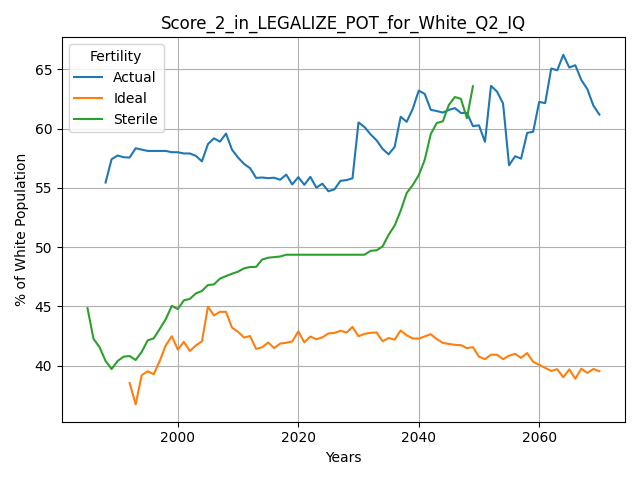 Score_2_in_LEGALIZE_POT_for_White_Q2_IQ
Fertility
Actual
Ideal
Sterile
% of White Population
65
60
55
50
45
40
2000
2020
2040
2060
Years